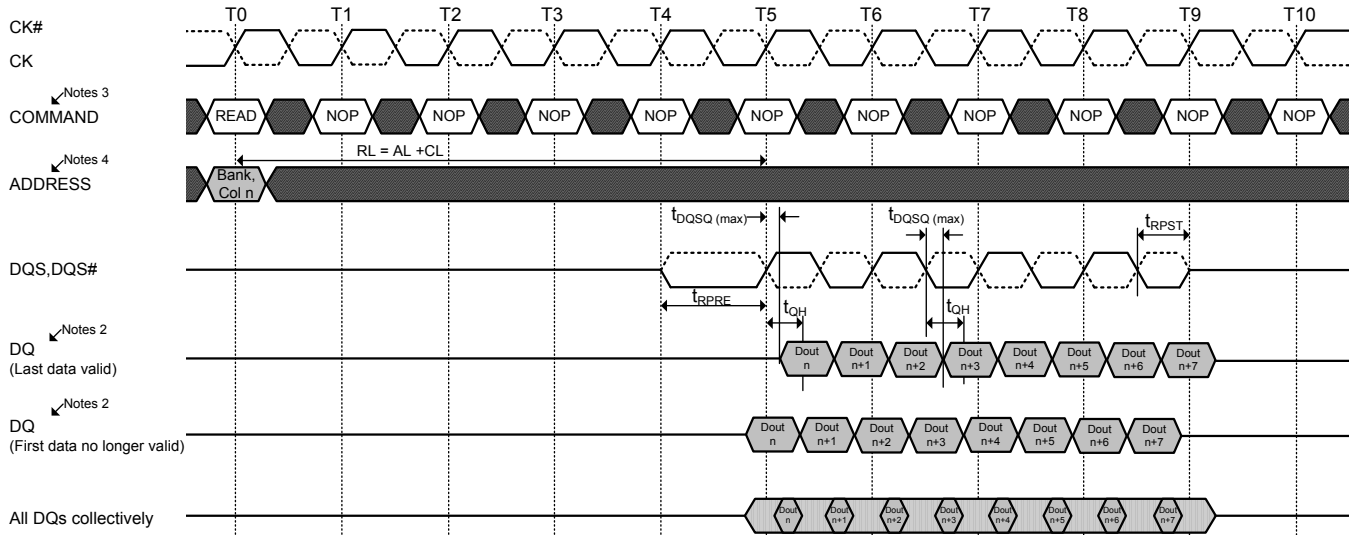 T0 T1 T2 T3 T4 T5 T6 T7 T8 T9 T10
CK#
CK
Notes 3
COMMAND READ NOP NOP NOP NOP NOP NOP NOP NOP NOP NOP
RL = AL +CL
Notes 4
ADDRESS
Bank,
Col n
tDQSQ (max) tDQSQ (max) tRPST
DQS,DQS#
tRPRE tQH tQH
Notes 2
DQ
(Last data valid)
Dout n Dout n+1 Dout n+2 Dout n+3 Dout n+4 Dout n+5 Dout n+6 Dout n+7
Notes 2
DQ
(First data no longer valid)
Dout n Dout n+1 Dout n+2 Dout n+3 Dout n+4 Dout n+5 Dout n+6 Dout n+7
All DQs collectively
Dout n Dout n+1 Dout n+2 Dout n+3 Dout n+4 Dout n+5 Dout n+6 Dout n+7